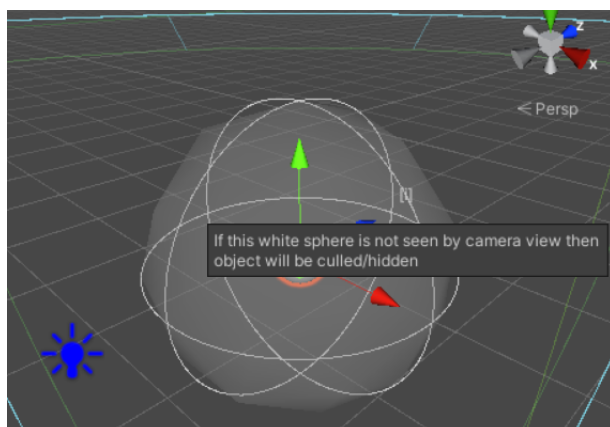 z
x
<Persp
[i]
If this white sphere is not seen by camera view then
object will be culled/hidden